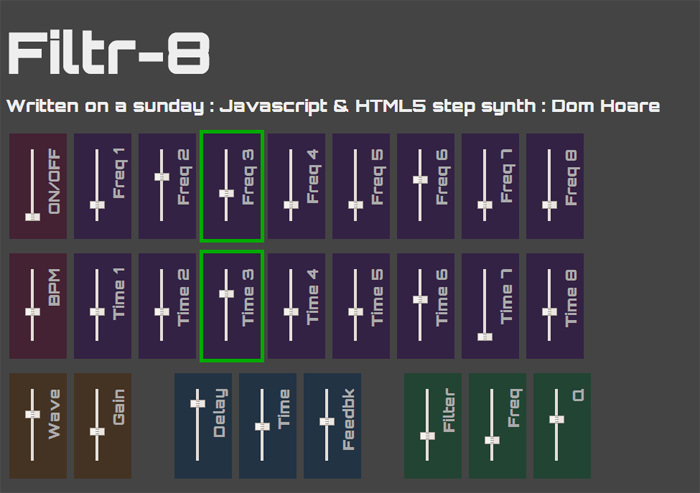 Filtr-8
Written on a sunday : Javascript & HTML5 step synth : Dom Hoare
ON/OFF
Freq 1
Freq 2
Freq 3
Freq 4
Freq 5
Freq 6
Freq 7
Freq 8
BPM
Time 1
Time 2
Time 3
Time 4
Time 5
Time 6
Time 7
Time 8
Wave
Gain
Delay
Time
Feedbk
Filter
Freq
Q